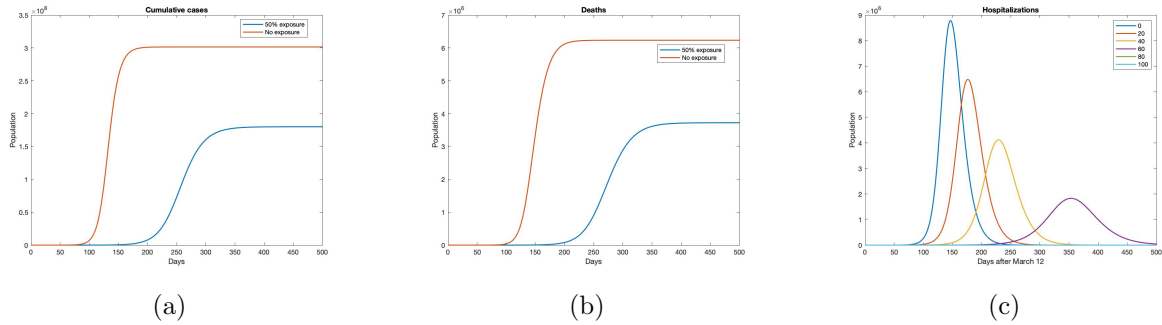 Cumulative cases
×10^8
3.5
3
2.5
2
1.5
1
0.5
0
Population
0 50 100 150 200 250 300 350 400 450 500
Days
50% exposure
No exposure
(a)
Deaths
×10^6
7
6
5
4
3
2
1
0
Population
0 50 100 150 200 250 300 350 400 450 500
Days
50% exposure
No exposure
(b)
Hospitalizations
×10^6
9
8
7
6
5
4
3
2
1
0
Population
0 50 100 150 200 250 300 350 400 450 500
Days after March 12
0
20
40
60
80
100
(c)